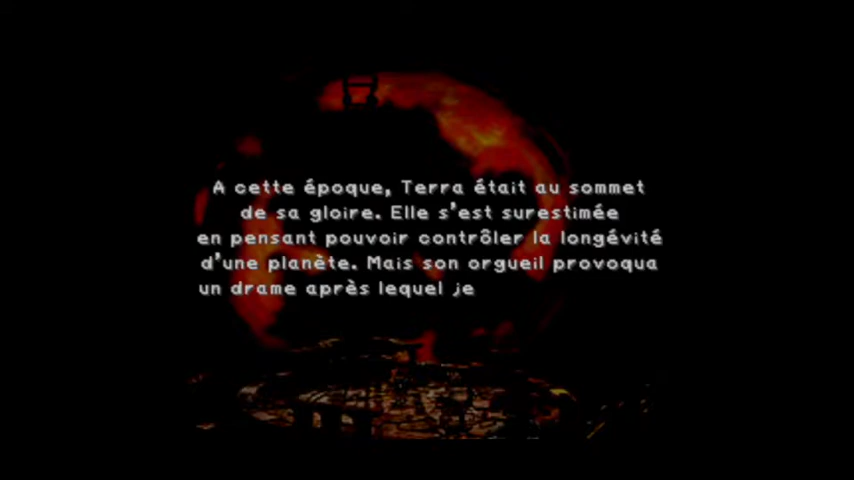 A cette époque, Terra était au sommet
de sa gloire. Elle s'est surestimée
en pensant pouvoir contrôler la longévité
d'une planète. Mais son orgueil provoqua
un drame après lequel je